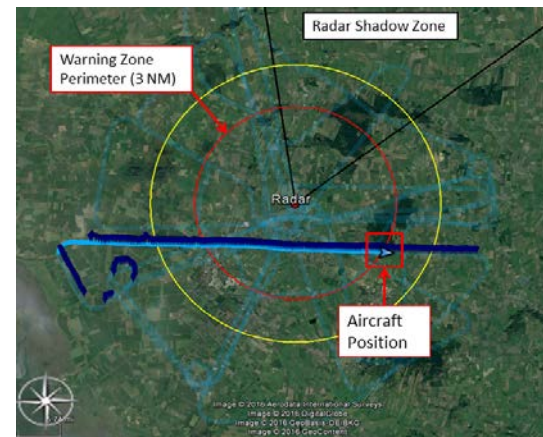 Radar Shadow Zone
Warning Zone
Perimeter (3 NM)
Radar
Aircraft
Position
Image © 2016 Aerodata International Surveys
Image © 2016 DigitalGlobe
Image © 2016 GeoBasis-DE/BKG
Image © 2016 GeoContent